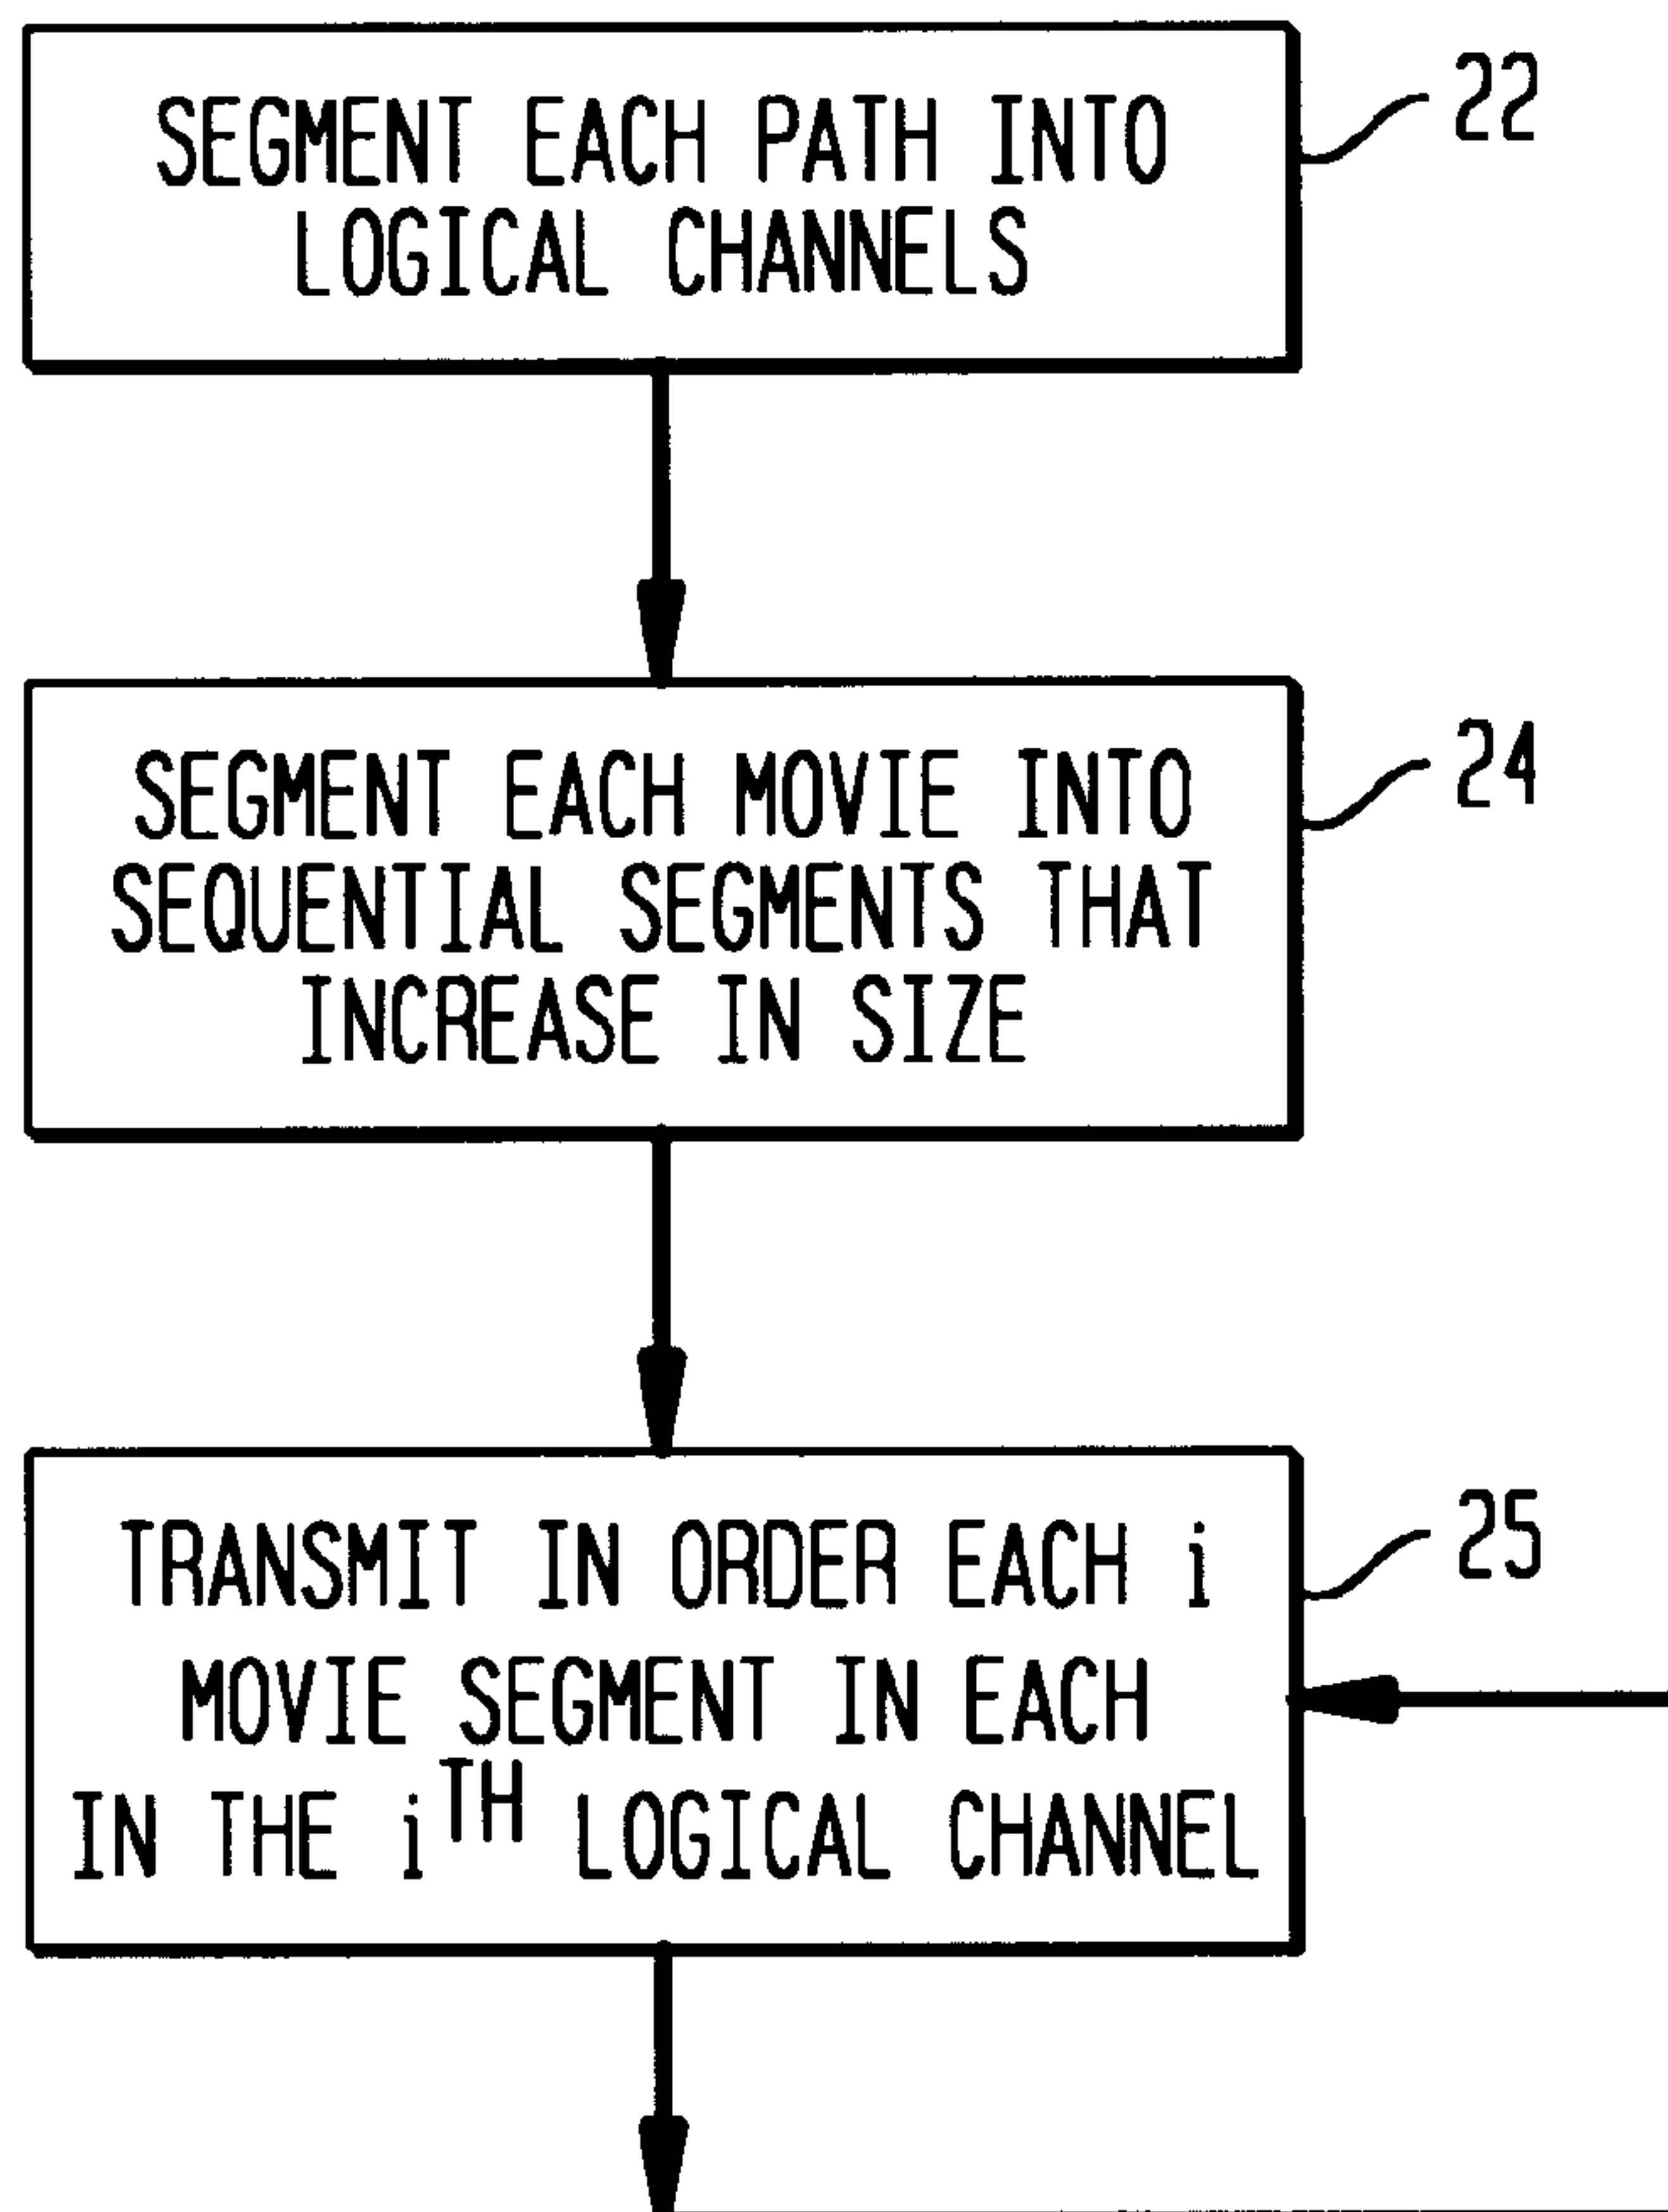 SEGMENT EACH PATH INTO
LOGICAL CHANNELS
22
SEGMENT EACH MOVIE INTO
SEQUENTIAL SEGMENTS THAT
INCREASE IN SIZE
24
TRANSMIT IN ORDER EACH i
MOVIE SEGMENT IN EACH
IN THE iTH LOGICAL CHANNEL
25